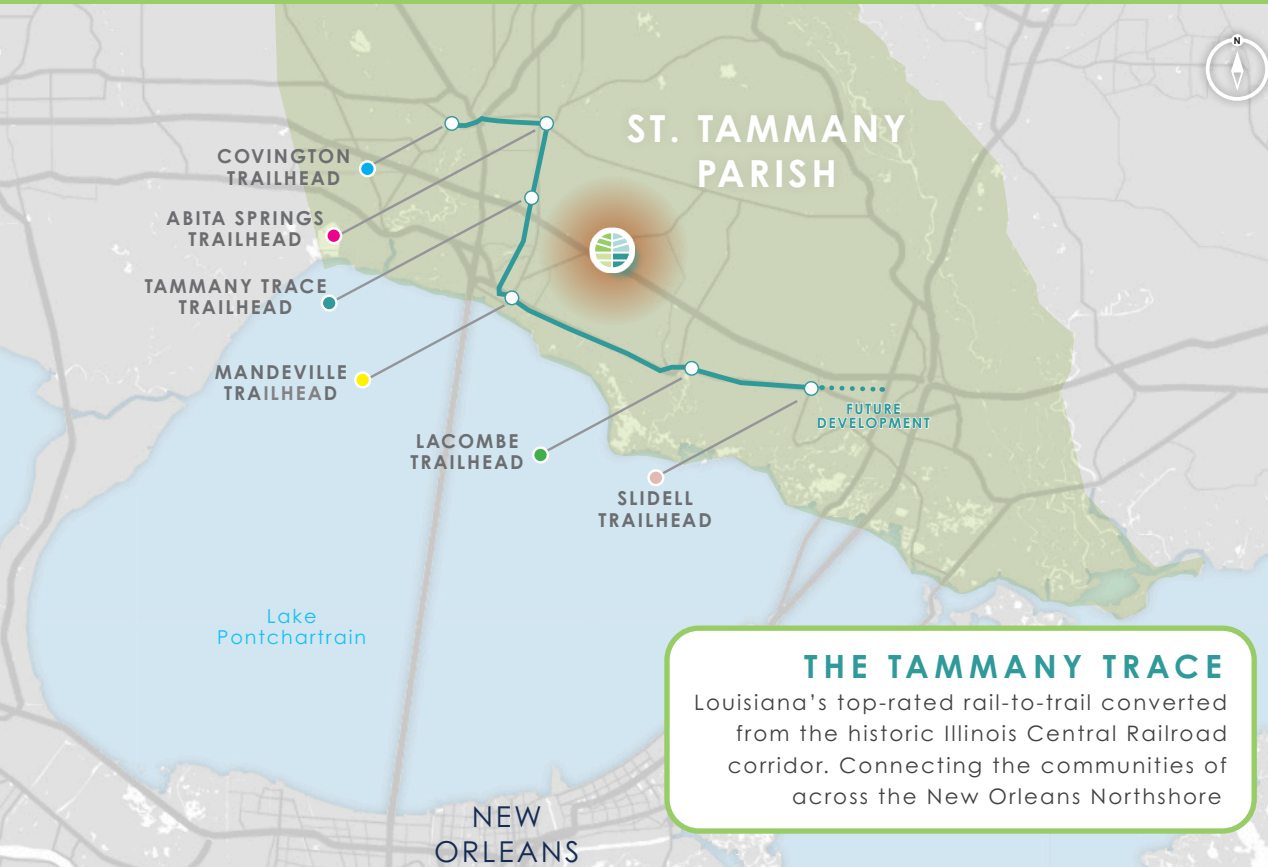 N
ST. TAMMANY
PARISH
COVINGTON
TRAILHEAD
ABITA SPRINGS
TRAILHEAD
TAMMANY TRACE
TRAILHEAD
MANDEVILLE
TRAILHEAD
LACOMBE
TRAILHEAD
SLIDELL
TRAILHEAD
FUTURE
DEVELOPMENT
Lake
Pontchartrain
THE TAMMANY TRACE
Louisiana’s top-rated rail-to-trail converted
from the historic Illinois Central Railroad
corridor. Connecting the communities of
across the New Orleans Northshore
NEW
ORLEANS